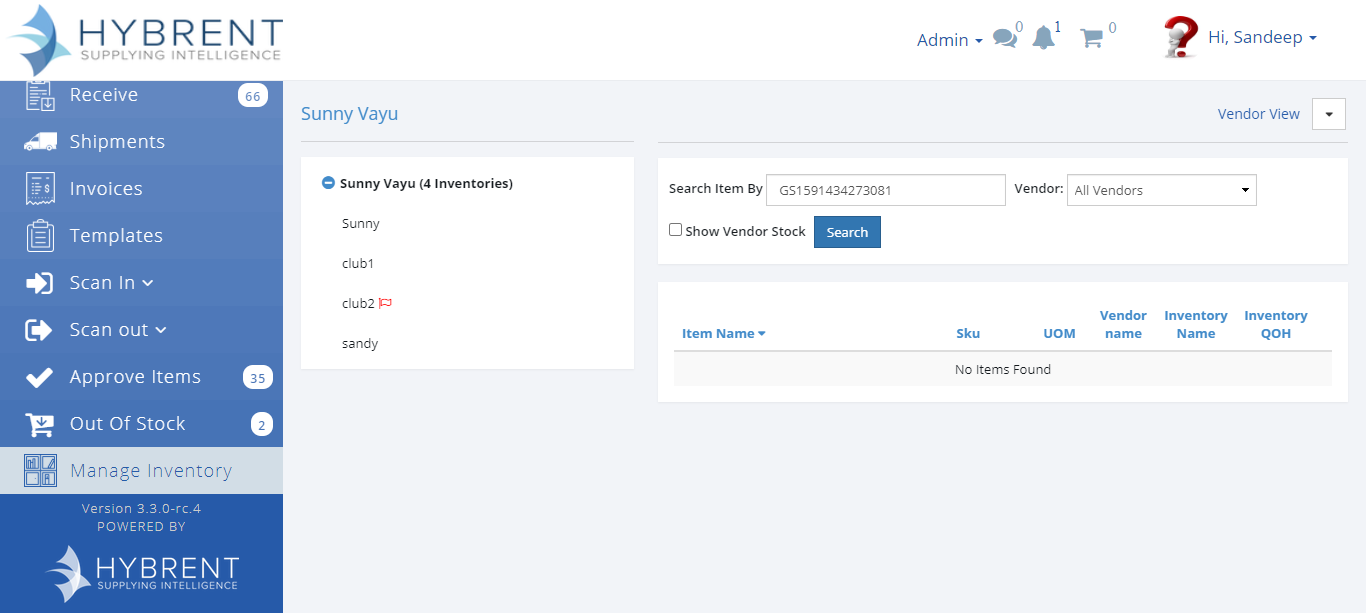 HYBRENT
SUPPLYING INTELLIGENCE
Admin
0
1
0
Hi, Sandeep
Receive
66
Shipments
Invoices
Templates
Scan In
Scan out
Approve Items
35
Out Of Stock
2
Manage Inventory
Version 3.3.0-rc.4
POWERED BY
HYBRENT
SUPPLYING INTELLIGENCE
Sunny Vayu
Vendor View
Sunny Vayu (4 Inventories)
Sunny
club1
club2
sandy
Search Item By GS1591434273081 Vendor: All Vendors
Show Vendor Stock Search
Item Name Sku UOM Vendor name Inventory Name Inventory QOH
No Items Found